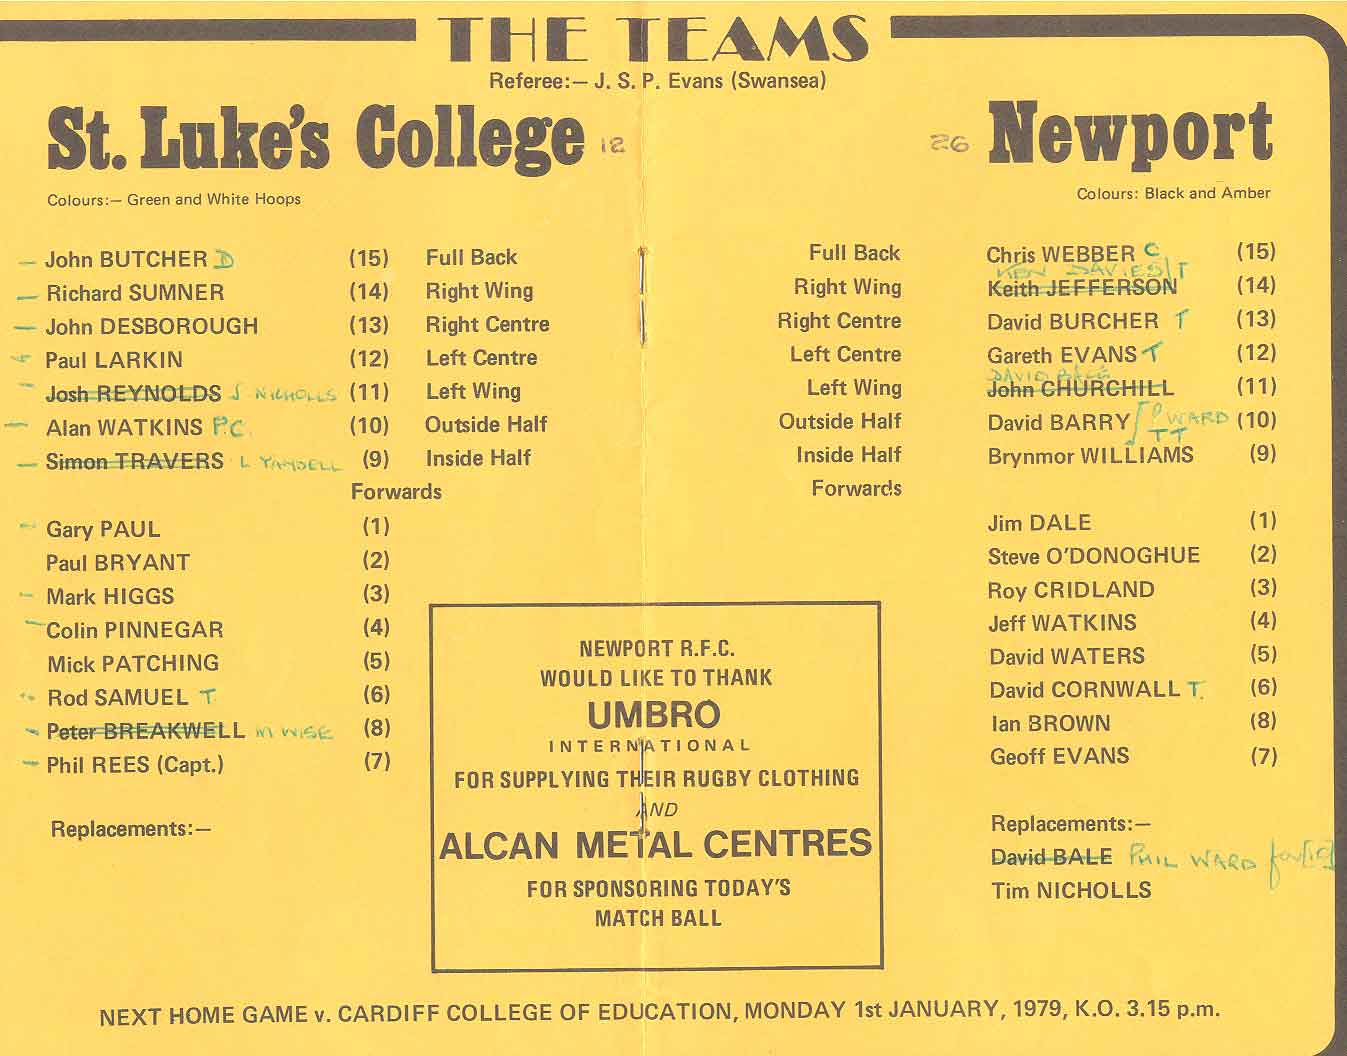 THE TEAMS
Referee:— J. S. P. Evans (Swansea)
St. Luke's College 12
Colours:— Green and White Hoops
John BUTCHER D (15) Full Back
Richard SUMNER (14) Right Wing
John DESBOROUGH (13) Right Centre
Paul LARKIN (12) Left Centre
Josh REYNOLDS J NICHOLLS (11) Left Wing
Alan WATKINS P.C. (10) Outside Half
Simon TRAVERS L YANDELL (9) Inside Half
Forwards
Gary PAUL (1)
Paul BRYANT (2)
Mark HIGGS (3)
Colin PINNEGAR (4)
Mick PATCHING (5)
Rod SAMUEL T (6)
Peter BREAKWELL M WISE (8)
Phil REES (Capt.) (7)
Replacements:—
26 Newport
Colours: Black and Amber
Full Back Chris WEBBER C (15)
KEN DAVIES T
Right Wing Keith JEFFERSON (14)
Right Centre David BURCHER T (13)
Left Centre Gareth EVANS T (12)
DAVID BALE
Left Wing John CHURCHILL (11)
Outside Half David BARRY P WARD (10)
TT
Inside Half Brynmor WILLIAMS (9)
Forwards
Jim DALE (1)
Steve O'DONOGHUE (2)
Roy CRIDLAND (3)
Jeff WATKINS (4)
David WATERS (5)
David CORNWALL T. (6)
Ian BROWN (8)
Geoff EVANS (7)
Replacements:—
David BALE PHIL WARD for
Tim NICHOLLS
NEWPORT R.F.C.
WOULD LIKE TO THANK
UMBRO
INTERNATIONAL
FOR SUPPLYING THEIR RUGBY CLOTHING
AND
ALCAN METAL CENTRES
FOR SPONSORING TODAY'S
MATCH BALL
NEXT HOME GAME v. CARDIFF COLLEGE OF EDUCATION, MONDAY 1st JANUARY, 1979, K.O. 3.15 p.m.